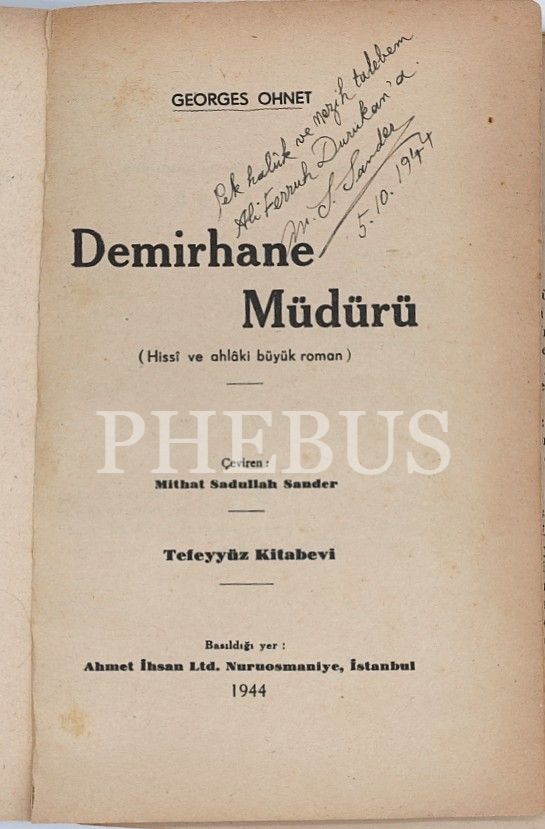 GEORGES OHNET
Pek halûk ve nezih talebem
Ali Ferruh Durukan'a.
M. S. Sander
5.10.1944
Demirhane
Müdürü
(Hissî ve ahlâki büyük roman)
PHEBUS
Çeviren:
Mithat Sadullah Sander
Tefeyyüz Kitabevi
Basıldığı yer :
Ahmet İhsan Ltd. Nuruosmaniye, İstanbul
1944